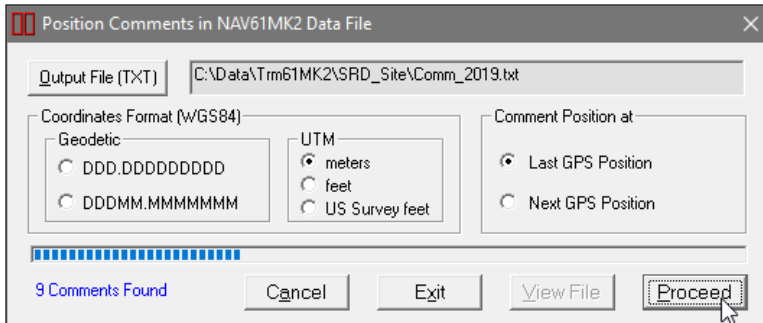 Position Comments in NAV61MK2 Data File
Output File (TXT)
C:\Data\Trm61MK2\SRD_Site\Comm_2019.txt
Coordinates Format (WGS84)
Geodetic
DDD.DDDDDDDDD
DDDMM.MMMMMMM
UTM
meters
feet
US Survey feet
Comment Position at
Last GPS Position
Next GPS Position
9 Comments Found
Cancel
Exit
View File
Proceed